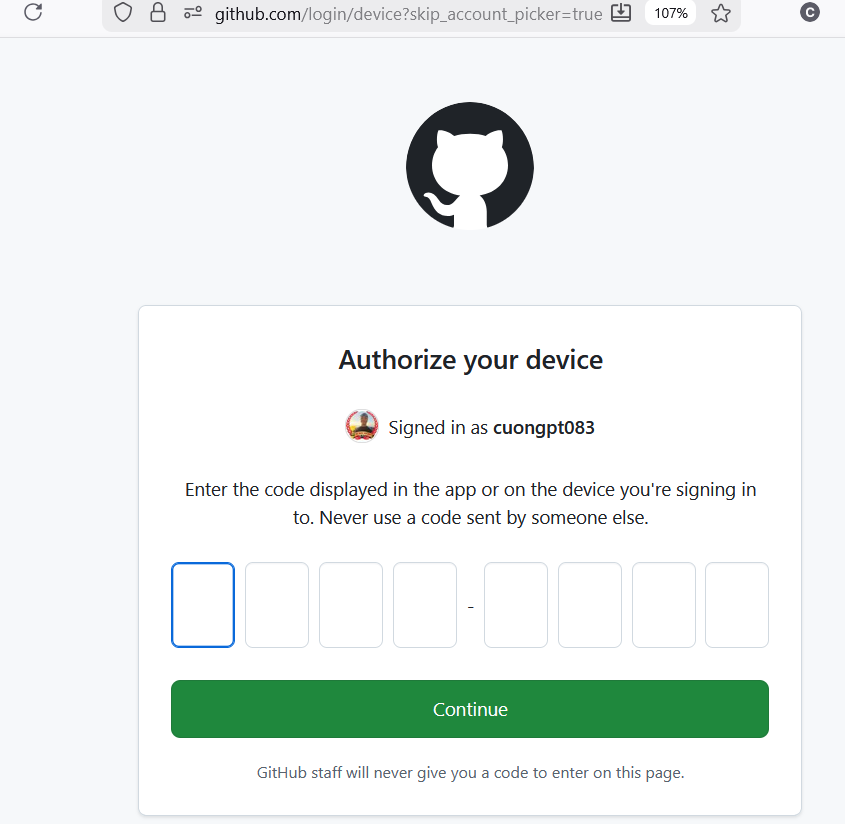 github.com/login/device?skip_account_picker=true 107% C
Authorize your device
Signed in as cuongpt083
Enter the code displayed in the app or on the device you're signing in
to. Never use a code sent by someone else.
-
Continue
GitHub staff will never give you a code to enter on this page.